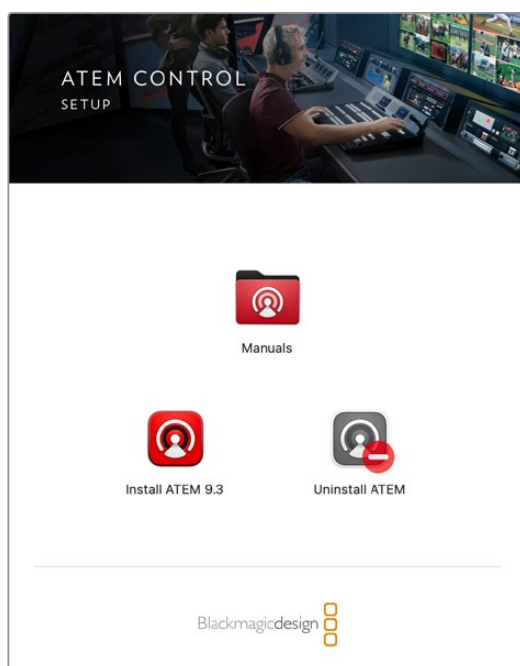 ATEM CONTROL
SETUP
Manuals
Install ATEM 9.3
Uninstall ATEM
Blackmagicdesign